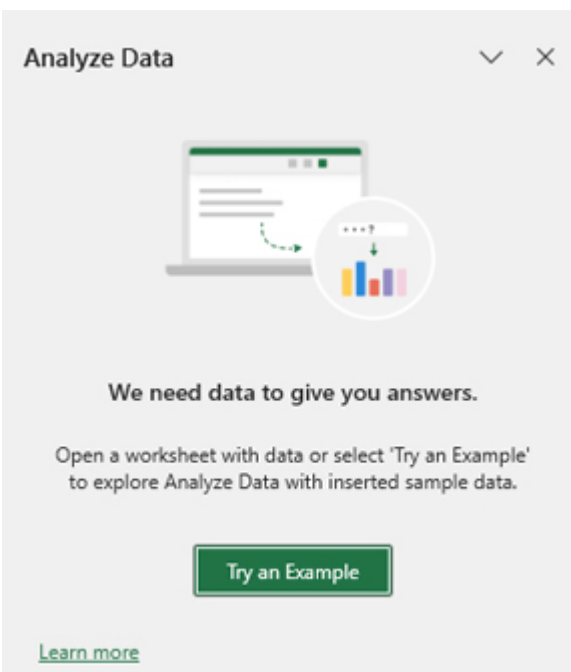 Analyze Data
...?
We need data to give you answers.
Open a worksheet with data or select 'Try an Example'
to explore Analyze Data with inserted sample data.
Try an Example
Learn more